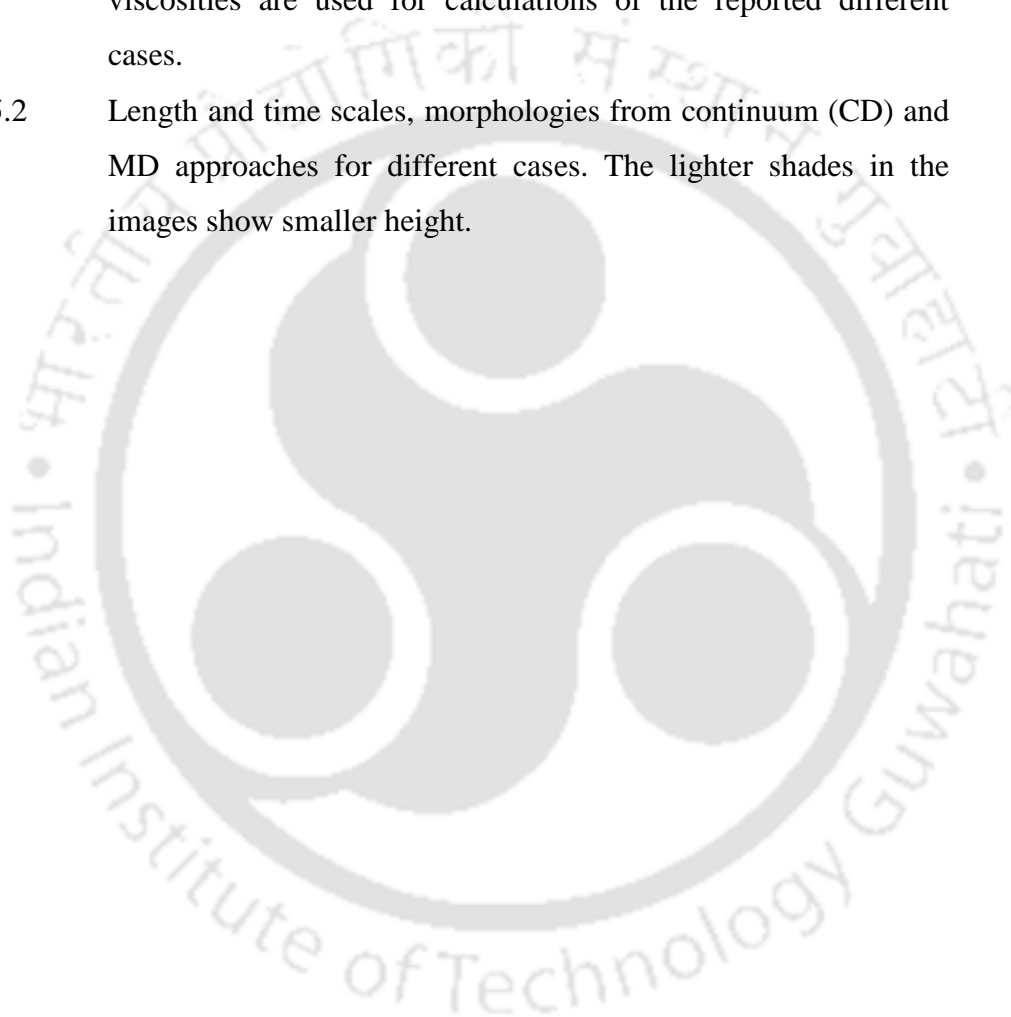 viscosities are used for calculations of the reported different
cases.
5.2 Length and time scales, morphologies from continuum (CD) and
MD approaches for different cases. The lighter shades in the
images show smaller height.
भारतीय प्रौद्योगिकी संस्थान गुवाहाटी
Indian Institute of Technology Guwahati